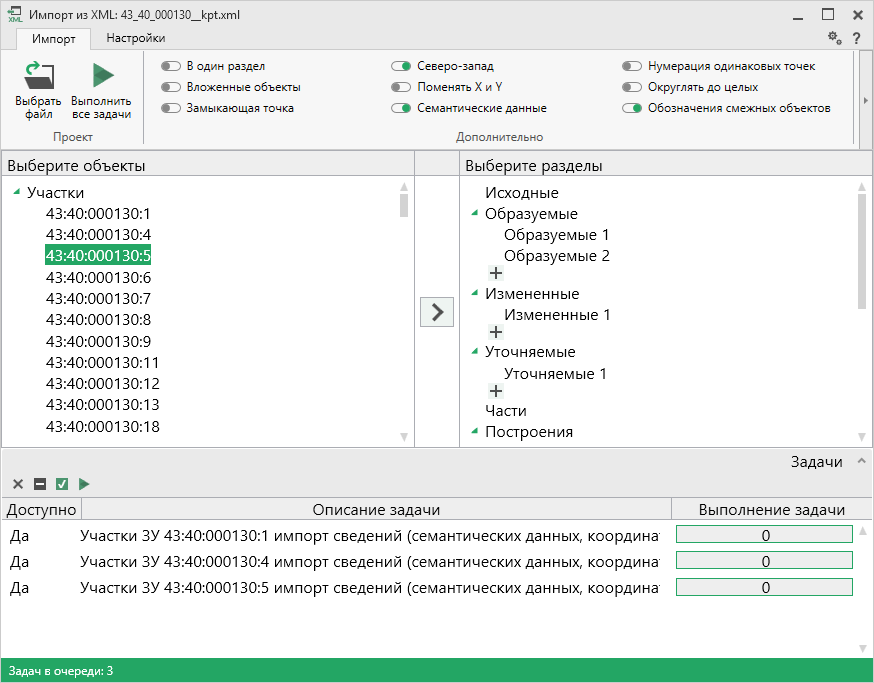 XML Импорт из XML: 43_40_000130__kpt.xml
Импорт Настройки
?
Выбрать файл
Выполнить все задачи
Проект
В один раздел
Вложенные объекты
Замыкающая точка
Северо-запад
Поменять X и Y
Семантические данные
Нумерация одинаковых точек
Округлять до целых
Обозначения смежных объектов
Дополнительно
Выберите объекты
Участки
43:40:000130:1
43:40:000130:4
43:40:000130:5
43:40:000130:6
43:40:000130:7
43:40:000130:8
43:40:000130:9
43:40:000130:11
43:40:000130:12
43:40:000130:13
43:40:000130:18
Выберите разделы
Исходные
Образуемые
Образуемые 1
Образуемые 2
Измененные
Измененные 1
Уточняемые
Уточняемые 1
Части
Построения
Задачи
Доступно Описание задачи Выполнение задачи
Да Участки ЗУ 43:40:000130:1 импорт сведений (семантических данных, координат 0
Да Участки ЗУ 43:40:000130:4 импорт сведений (семантических данных, координат 0
Да Участки ЗУ 43:40:000130:5 импорт сведений (семантических данных, координат 0
Задач в очереди: 3